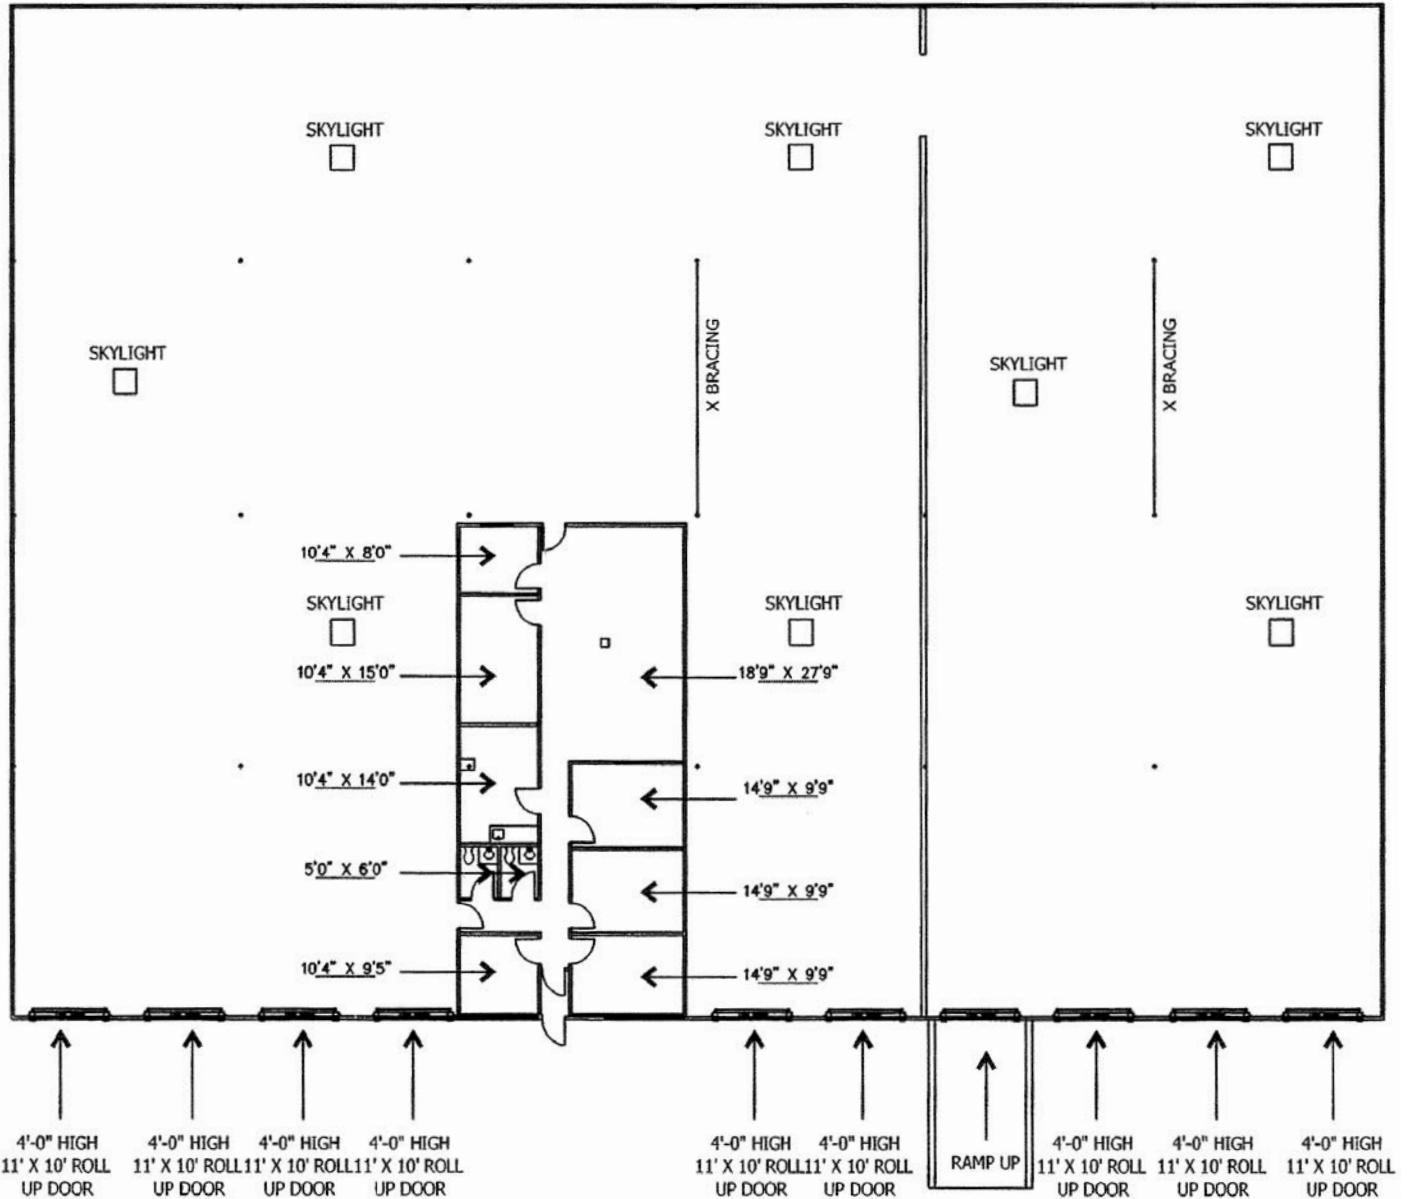 SKYLIGHT
SKYLIGHT
SKYLIGHT
SKYLIGHT
X BRACING
SKYLIGHT
X BRACING
10'4" X 8'0"
SKYLIGHT
SKYLIGHT
SKYLIGHT
10'4" X 15'0"
18'9" X 27'9"
10'4" X 14'0"
14'9" X 9'9"
5'0" X 6'0"
14'9" X 9'9"
10'4" X 9'5"
14'9" X 9'9"
4'-0" HIGH
11' X 10' ROLL
UP DOOR
4'-0" HIGH
11' X 10' ROLL
UP DOOR
4'-0" HIGH
11' X 10' ROLL
UP DOOR
4'-0" HIGH
11' X 10' ROLL
UP DOOR
4'-0" HIGH
11' X 10' ROLL
UP DOOR
4'-0" HIGH
11' X 10' ROLL
UP DOOR
RAMP UP
4'-0" HIGH
11' X 10' ROLL
UP DOOR
4'-0" HIGH
11' X 10' ROLL
UP DOOR
4'-0" HIGH
11' X 10' ROLL
UP DOOR